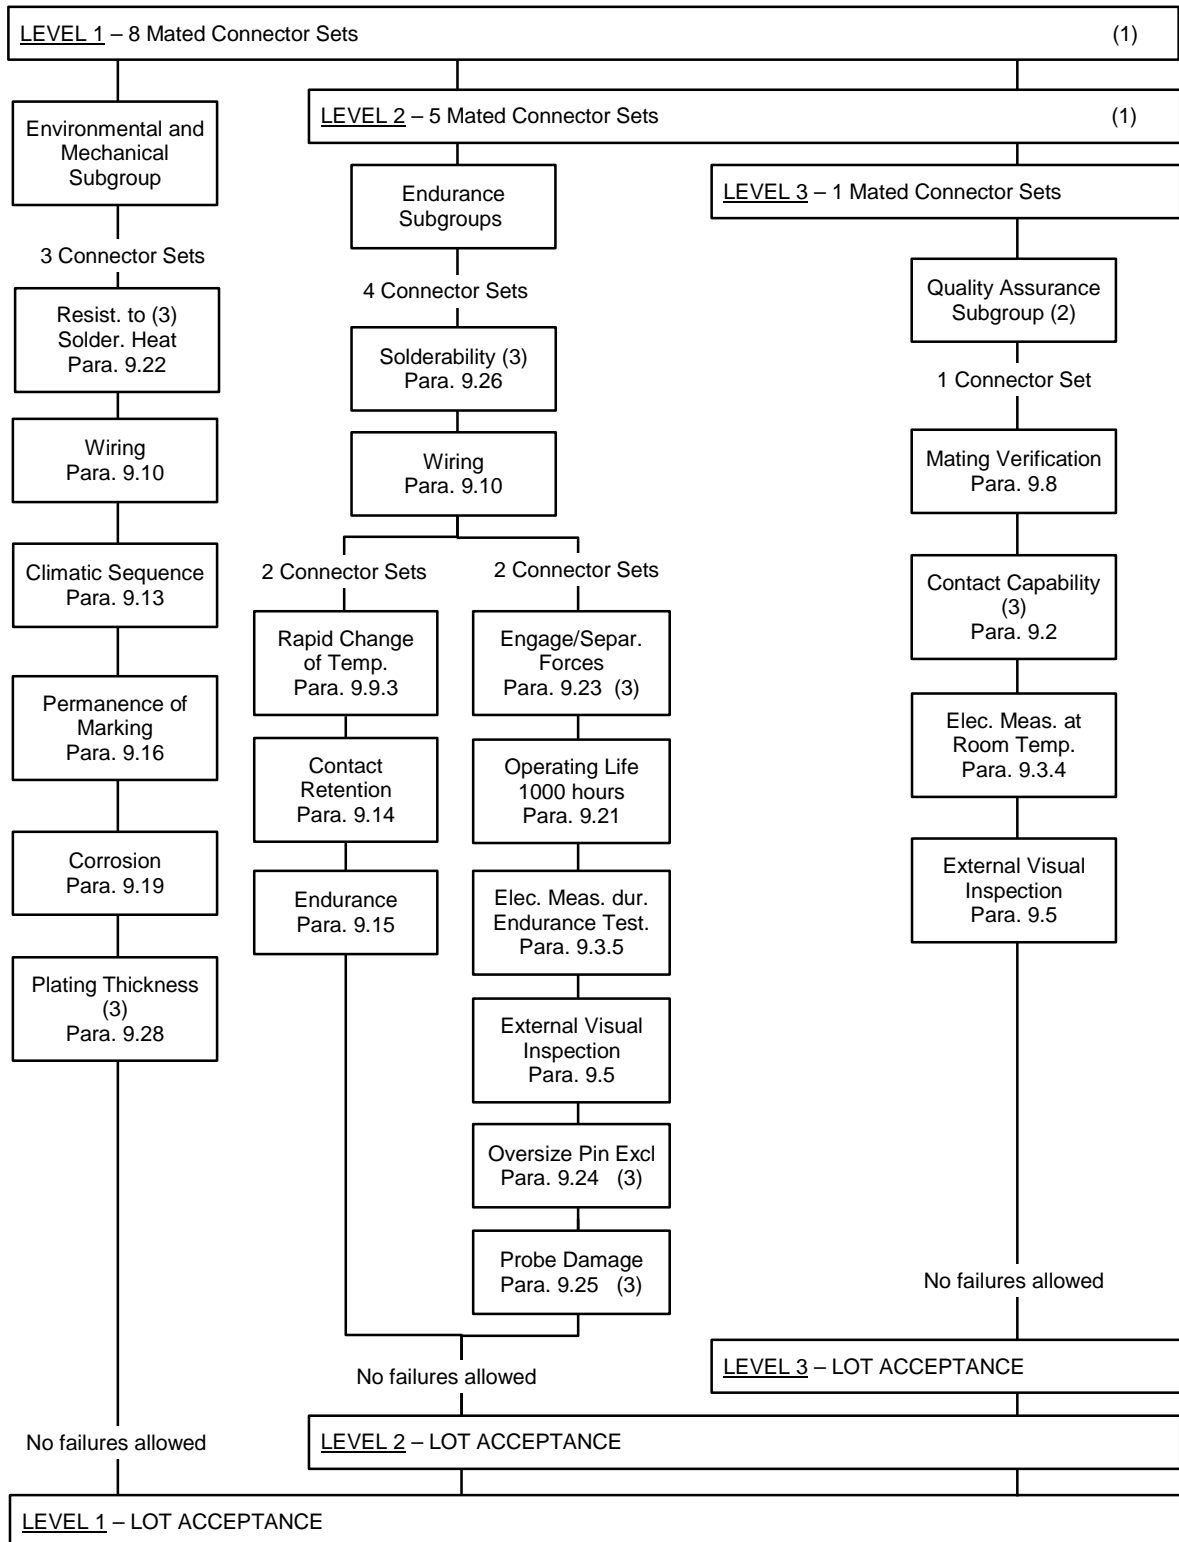 LEVEL 1 – 8 Mated Connector Sets (1)
LEVEL 2 – 5 Mated Connector Sets (1)
LEVEL 3 – 1 Mated Connector Sets
Environmental and
Mechanical
Subgroup
3 Connector Sets
Resist. to (3)
Solder. Heat
Para. 9.22
Wiring
Para. 9.10
Climatic Sequence
Para. 9.13
Permanence of
Marking
Para. 9.16
Corrosion
Para. 9.19
Plating Thickness
(3)
Para. 9.28
No failures allowed
Endurance
Subgroups
4 Connector Sets
Solderability (3)
Para. 9.26
Wiring
Para. 9.10
2 Connector Sets
Rapid Change
of Temp.
Para. 9.9.3
Contact
Retention
Para. 9.14
Endurance
Para. 9.15
2 Connector Sets
Engage/Separ.
Forces
Para. 9.23 (3)
Operating Life
1000 hours
Para. 9.21
Elec. Meas. dur.
Endurance Test.
Para. 9.3.5
External Visual
Inspection
Para. 9.5
Oversize Pin Excl
Para. 9.24 (3)
Probe Damage
Para. 9.25 (3)
No failures allowed
Quality Assurance
Subgroup (2)
1 Connector Set
Mating Verification
Para. 9.8
Contact Capability
(3)
Para. 9.2
Elec. Meas. at
Room Temp.
Para. 9.3.4
External Visual
Inspection
Para. 9.5
No failures allowed
LEVEL 3 – LOT ACCEPTANCE
LEVEL 2 – LOT ACCEPTANCE
LEVEL 1 – LOT ACCEPTANCE